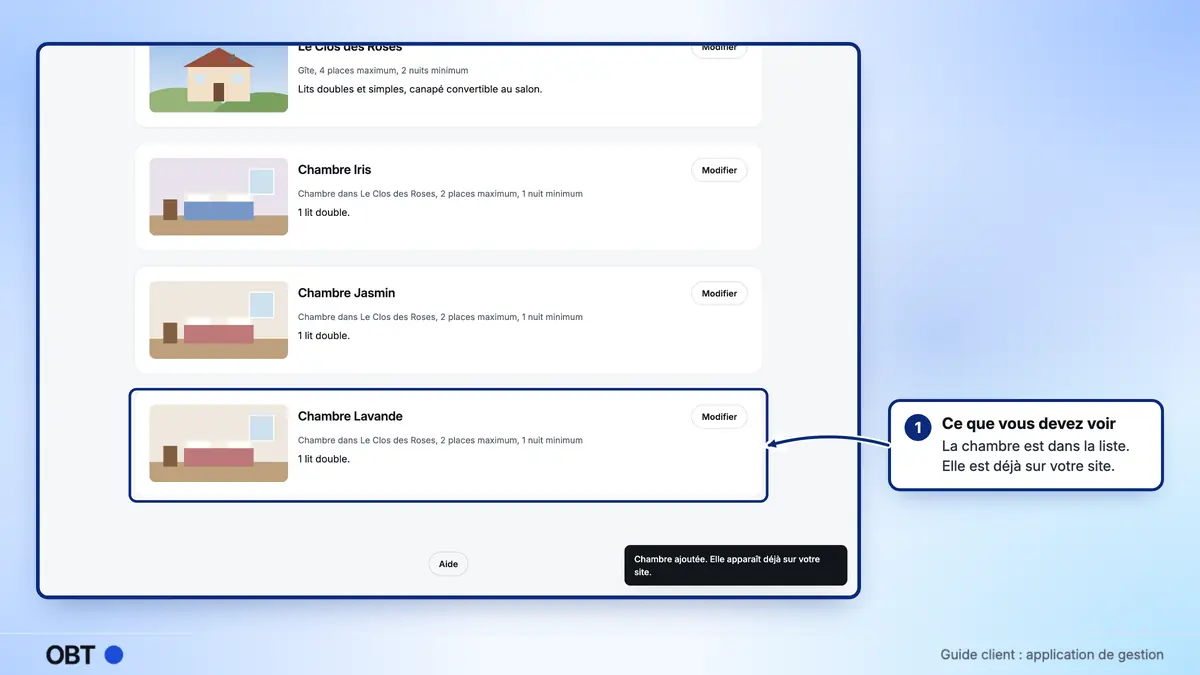 Le Clos des Roses
Modifier
Gîte, 4 places maximum, 2 nuits minimum
Lits doubles et simples, canapé convertible au salon.
Chambre Iris
Modifier
Chambre dans Le Clos des Roses, 2 places maximum, 1 nuit minimum
1 lit double.
Chambre Jasmin
Modifier
Chambre dans Le Clos des Roses, 2 places maximum, 1 nuit minimum
1 lit double.
Chambre Lavande
Modifier
Chambre dans Le Clos des Roses, 2 places maximum, 1 nuit minimum
1 lit double.
1
Ce que vous devez voir
La chambre est dans la liste.
Elle est déjà sur votre site.
Aide
Chambre ajoutée. Elle apparaît déjà sur votre
site.
OBT
Guide client : application de gestion